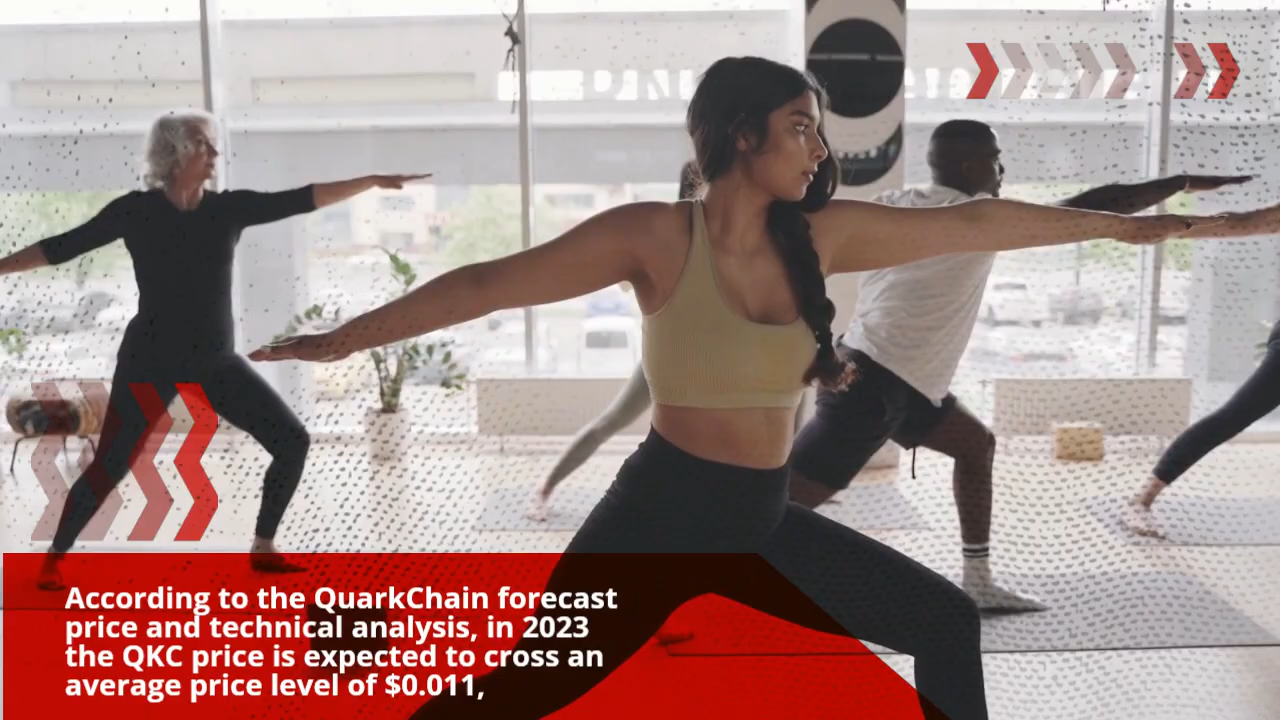 According to the QuarkChain forecast
price and technical analysis, in 2023
the QKC price is expected to cross an
average price level of $0.011,